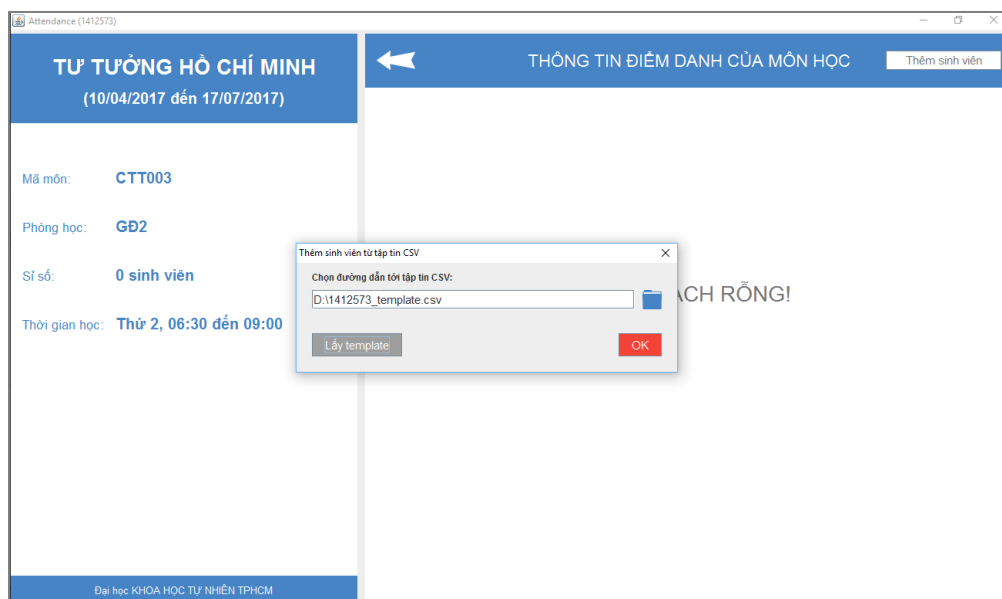 Attendance (1412573)
TƯ TƯỞNG HỒ CHÍ MINH
(10/04/2017 đến 17/07/2017)
THÔNG TIN ĐIỂM DANH CỦA MÔN HỌC
Thêm sinh viên
Mã môn: CTT003
Phòng học: GĐ2
Sỉ số: 0 sinh viên
Thời gian học: Thứ 2, 06:30 đến 09:00
Thêm sinh viên từ tập tin CSV
Chọn đường dẫn tới tập tin CSV:
D:\1412573_template.csv
Lấy template
OK
ÁCH RỖNG!
Đại học KHOA HỌC TỰ NHIÊN TPHCM